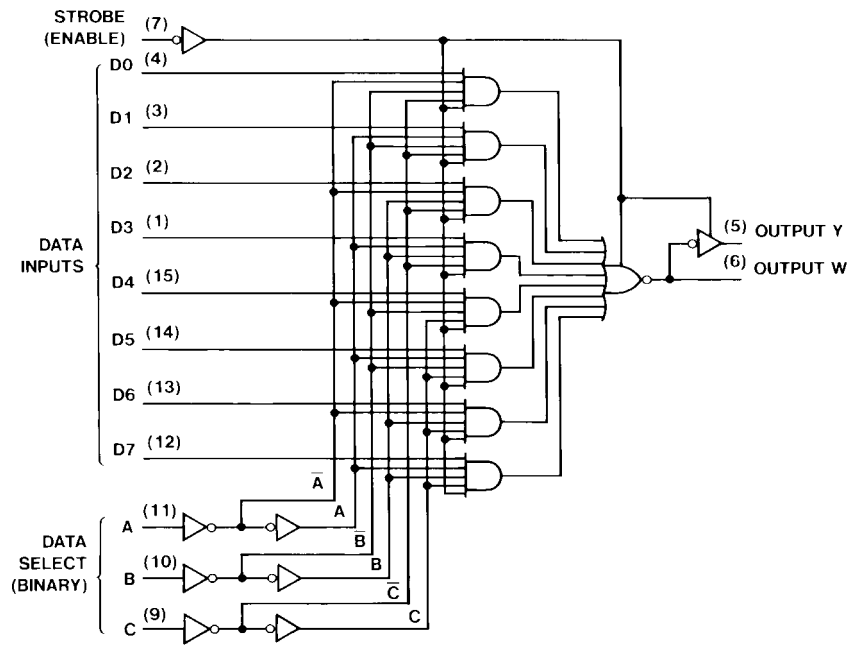 STROBE
(ENABLE)
(7)
D0 (4)
D1 (3)
D2 (2)
D3 (1)
DATA
INPUTS
D4 (15)
D5 (14)
D6 (13)
D7 (12)
(5) OUTPUT Y
(6) OUTPUT W
A̅
A
B̅
B
C̅
C
DATA
SELECT
(BINARY)
A (11)
B (10)
C (9)